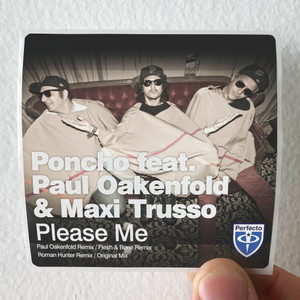 Poncho feat.
Paul Oakenfold
& Maxi Trusso
Please Me
Paul Oakenfold Remix / Flesh & Bone Remix
Roman Hunter Remix / Original Mix
Perfecto